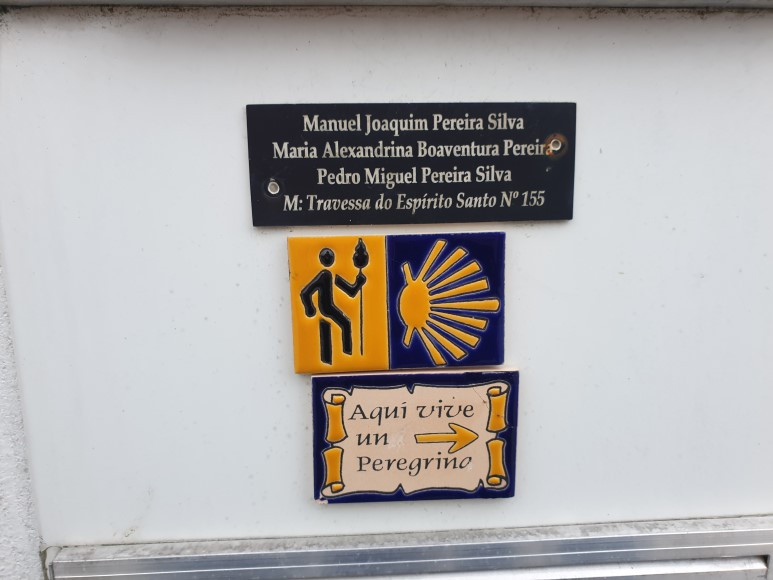 Manuel Joaquim Pereira Silva
Maria Alexandrina Boaventura Pereira
Pedro Miguel Pereira Silva
M: Travessa do Espírito Santo Nº 155
Aquí vive
un
Peregrino